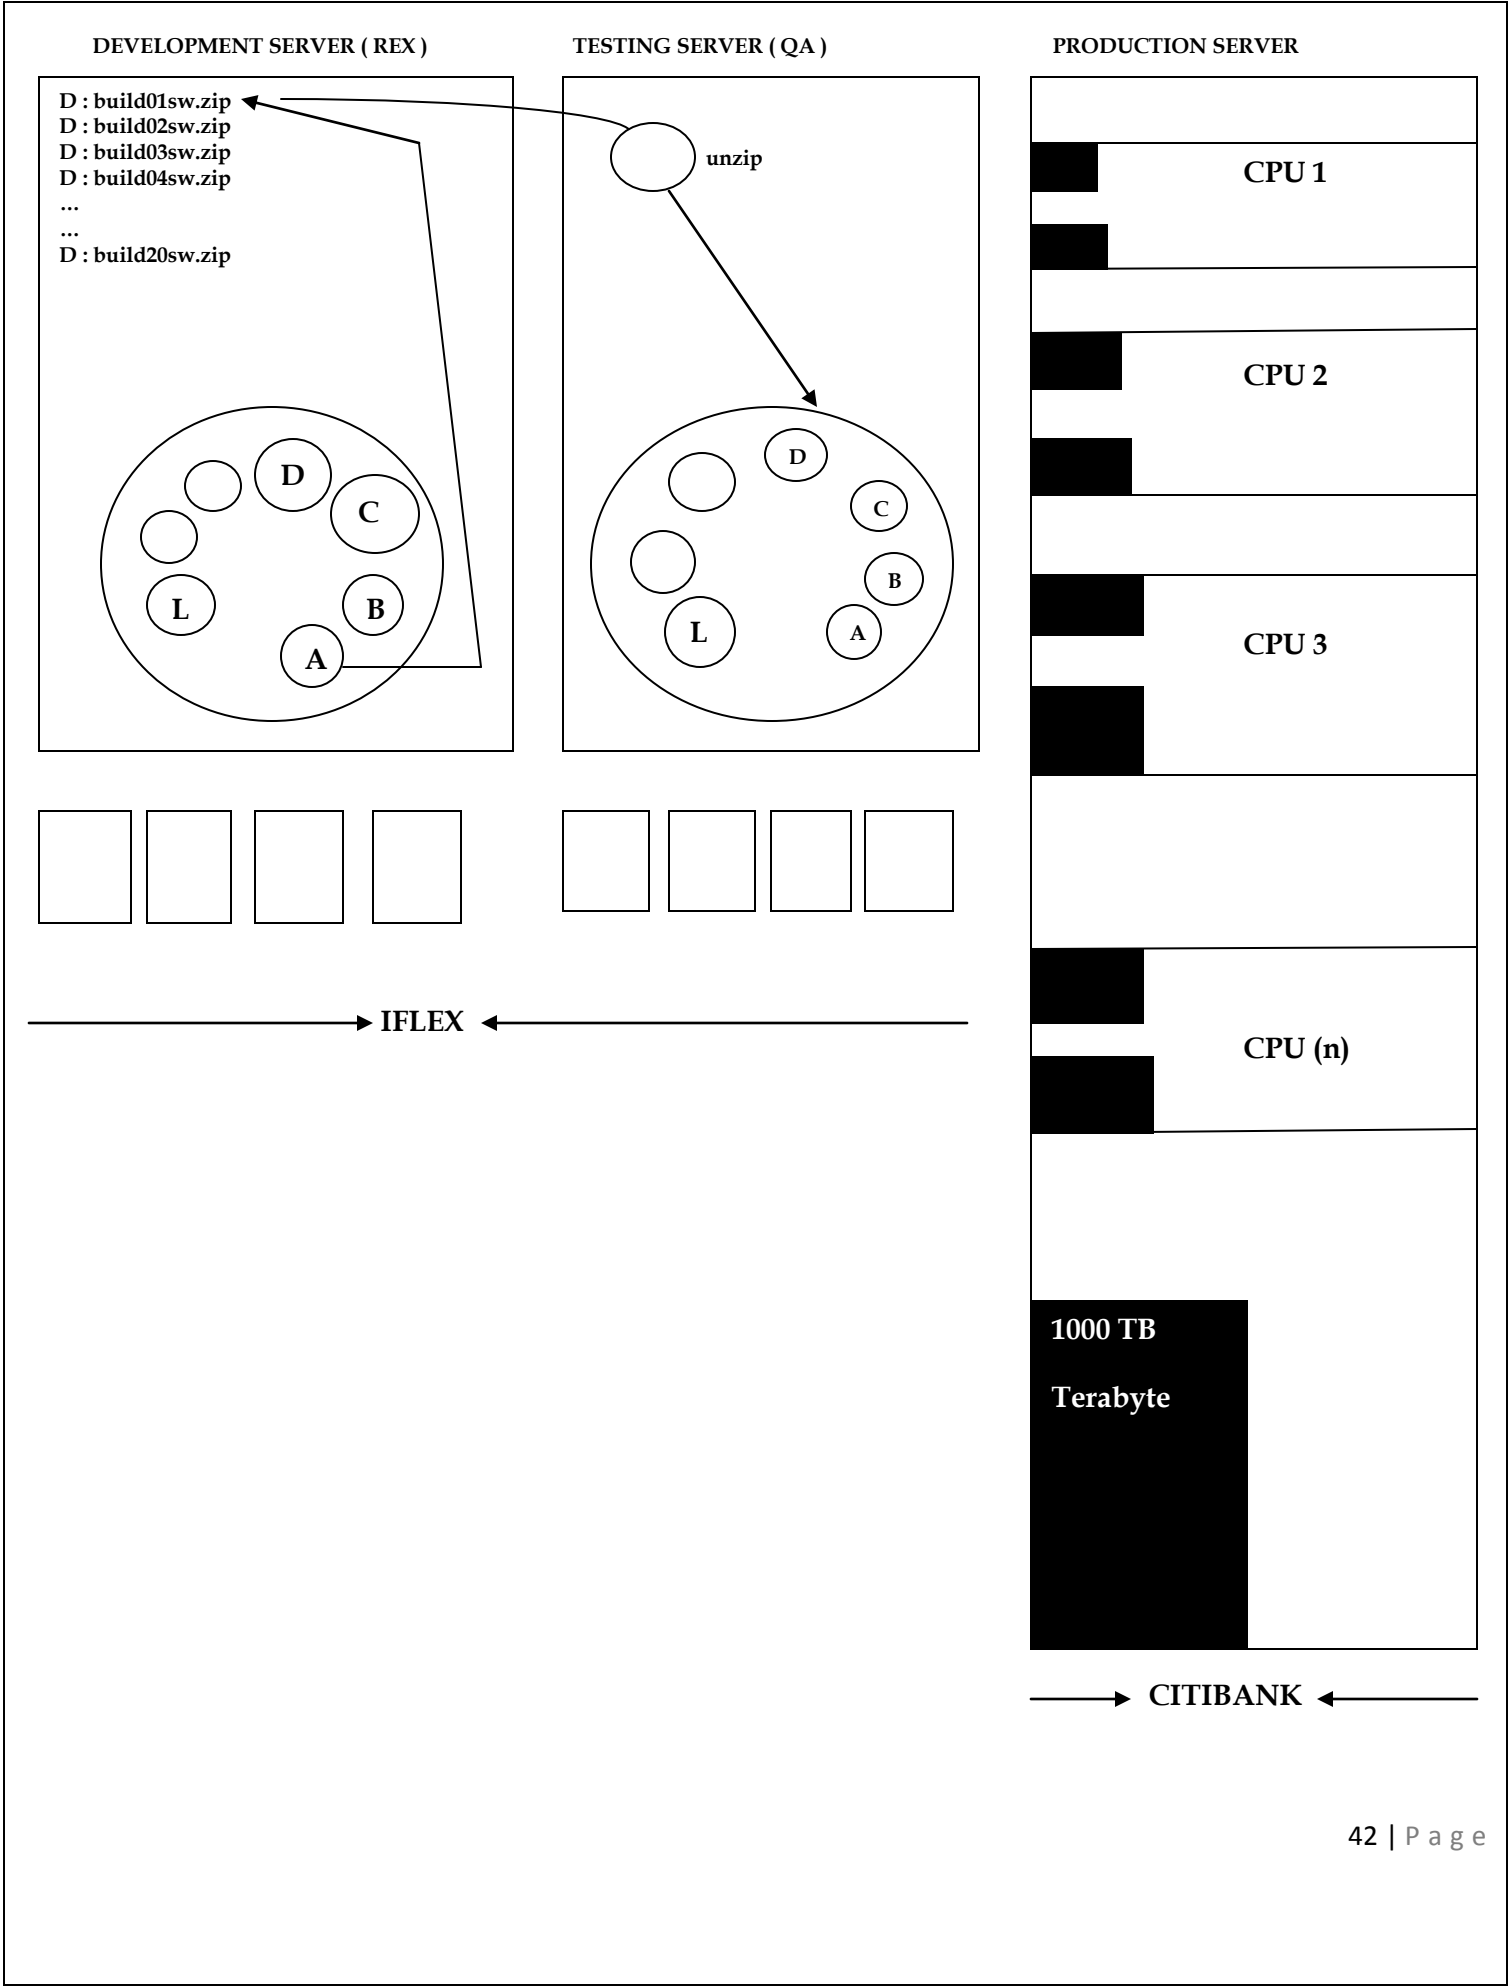 DEVELOPMENT SERVER ( REX )
TESTING SERVER ( QA )
PRODUCTION SERVER
D : build01sw.zip
D : build02sw.zip
D : build03sw.zip
D : build04sw.zip
...
...
D : build20sw.zip
D
C
L
B
A
unzip
D
C
B
L
A
CPU 1
CPU 2
CPU 3
CPU (n)
1000 TB
Terabyte
IFLEX
CITIBANK
42 | P a g e